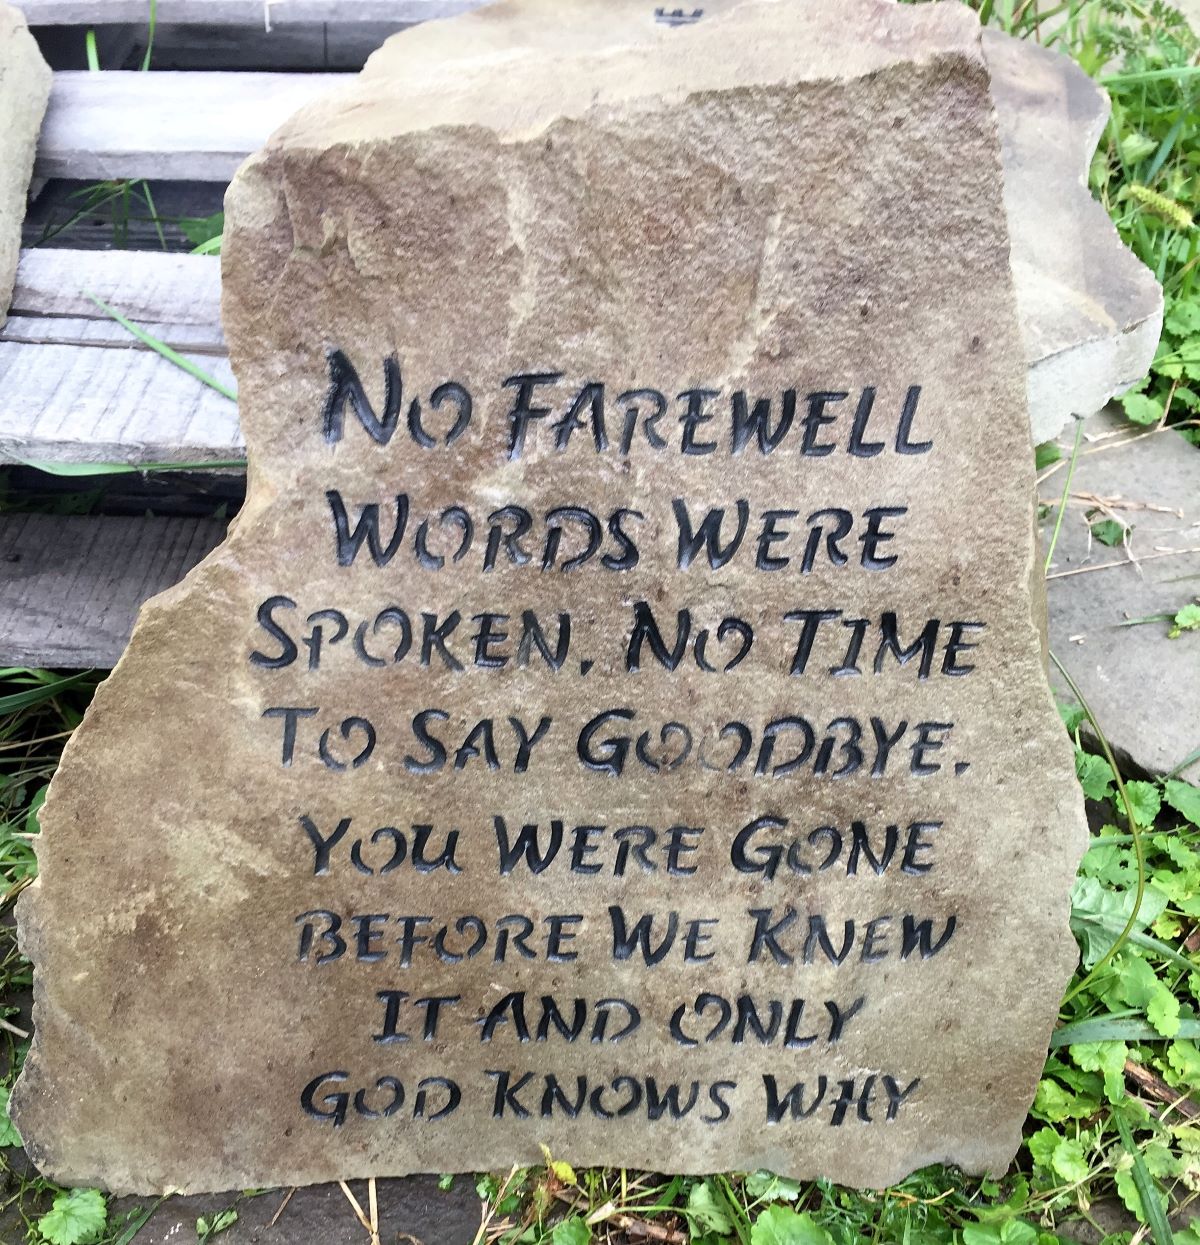 No Farewell
Words Were
Spoken, No Time
To Say Goodbye.
You Were Gone
Before We Knew
It And Only
God Knows Why